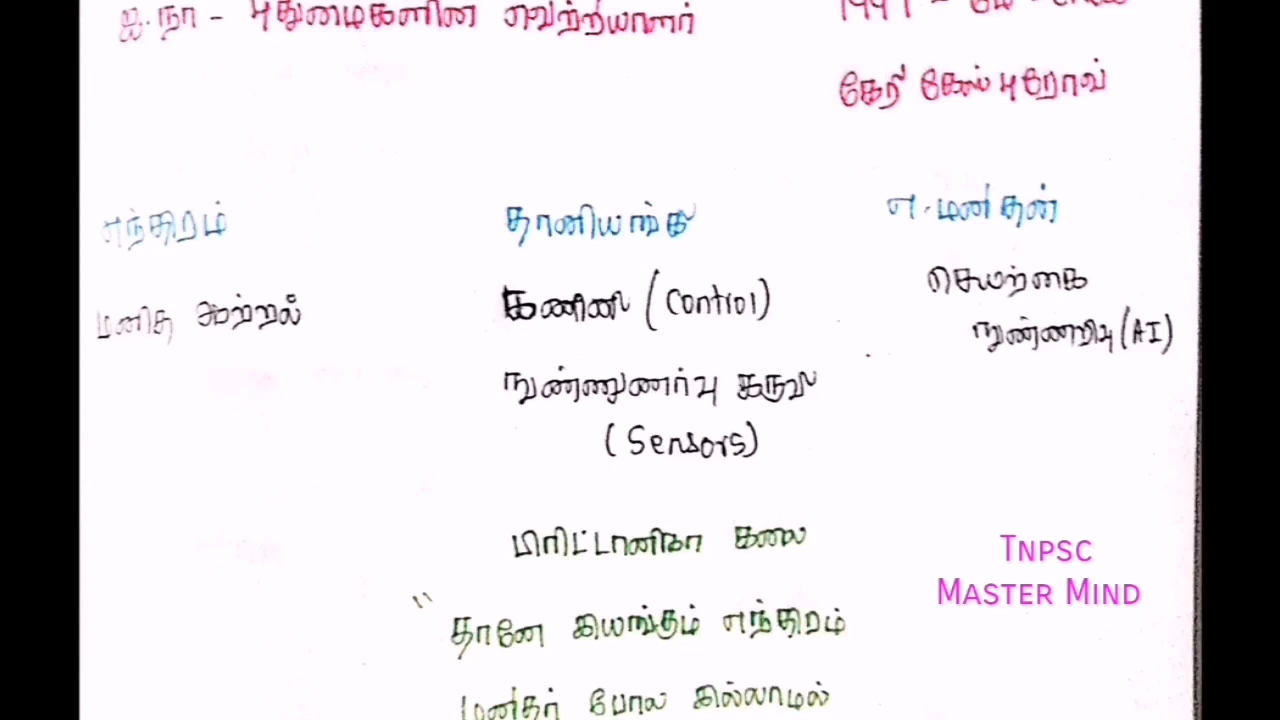 ஐ.நா - புதுமைகளின் வெற்றியாளர்
1997 - மே
கேரி கேஸ்புரோவ்
எந்திரம்
தானியங்கு
எ.மனிதன்
மனித ஆற்றல்
கணினி (Control)
செயற்கை
நுண்ணறிவு (AI)
நுண்ணுணர்வு கருவி
(Sensors)
பிரிட்டானிகா கலை
"தானே இயங்கும் எந்திரம்
மனிதர் போல இல்லாமல்
TNPSC
MASTER MIND